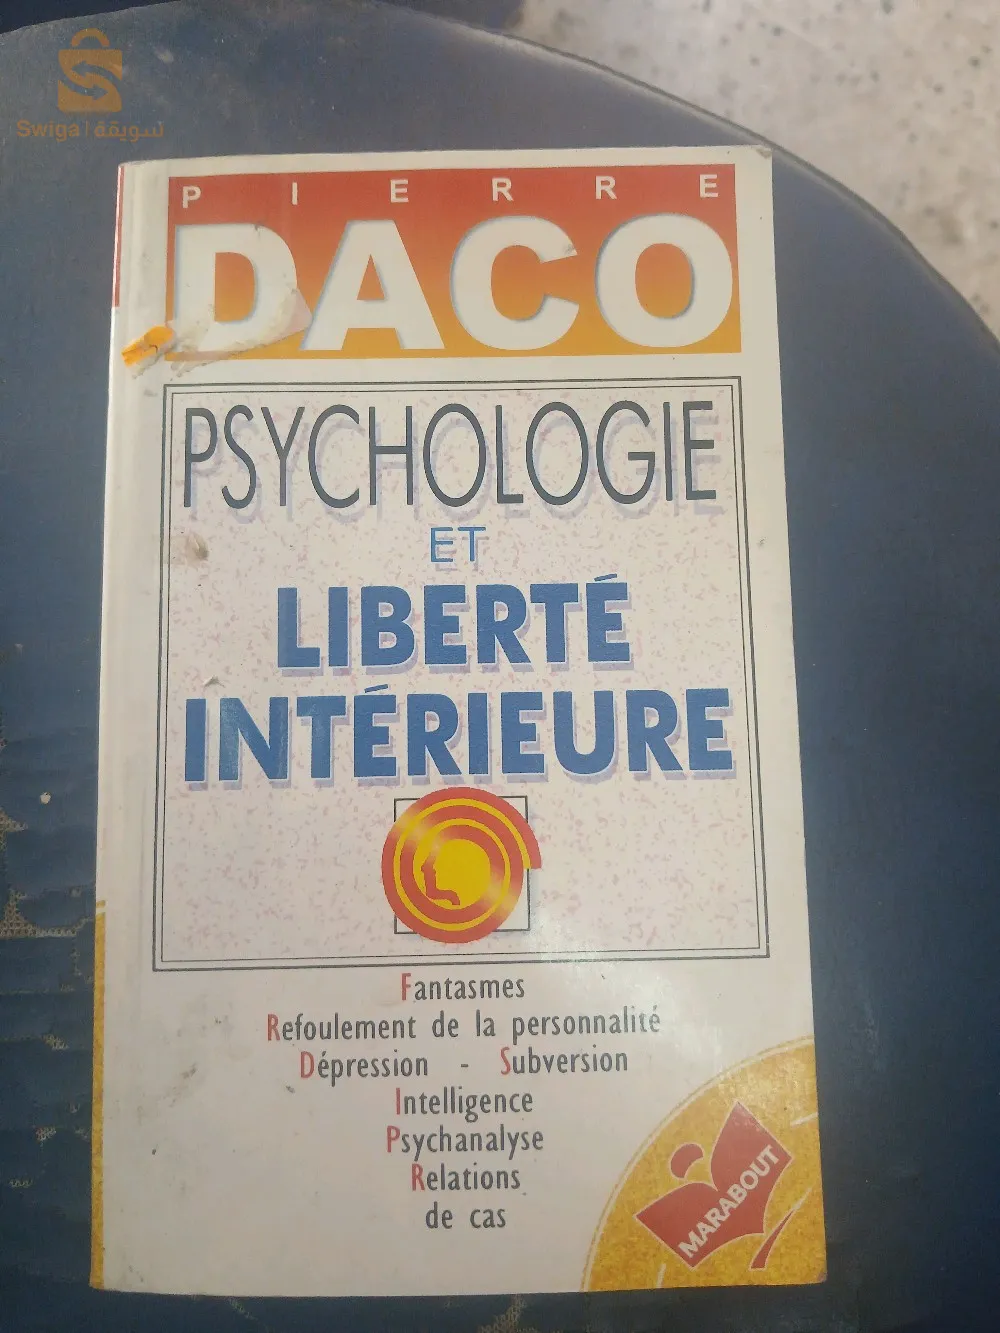 Swiga | سويقة
PIERRE
DACO
PSYCHOLOGIE
ET
LIBERTÉ
INTÉRIEURE
Fantasmes
Refoulement de la personnalité
Dépression - Subversion
Intelligence
Psychanalyse
Relations
de cas
MARABOUT